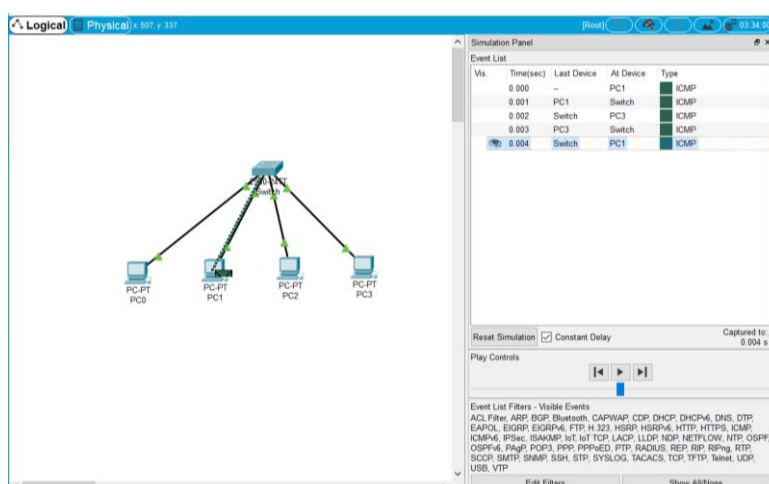 Logical Physical x: 507, y: 337 [Root] 03:34:00
Simulation Panel
Event List
Vis. Time(sec) Last Device At Device Type
0.000 -- PC1 ICMP
0.001 PC1 Switch ICMP
0.002 Switch PC3 ICMP
0.003 PC3 Switch ICMP
0.004 Switch PC1 ICMP
Switch
PC-PT
PC0
PC-PT
PC1
PC-PT
PC2
PC-PT
PC3
Reset Simulation Constant Delay Captured to:
0.004 s
Play Controls
Event List Filters - Visible Events
ACL Filter, ARP, BGP, Bluetooth, CAPWAP, CDP, DHCP, DHCPv6, DNS, DTP,
EAPOL, EIGRP, EIGRPv6, FTP, H.323, HSRP, HSRPv6, HTTP, HTTPS, ICMP,
ICMPv6, IPSec, ISAKMP, IoT, IoT TCP, LACP, LLDP, NDP, NETFLOW, NTP, OSPF,
OSPFv6, PAgP, POP3, PPP, PPPoED, PTP, RADIUS, REP, RIP, RIPng, RTP,
SCCP, SMTP, SNMP, SSH, STP, SYSLOG, TACACS, TCP, TFTP, Telnet, UDP,
USB, VTP
Edit Filters Show All/None